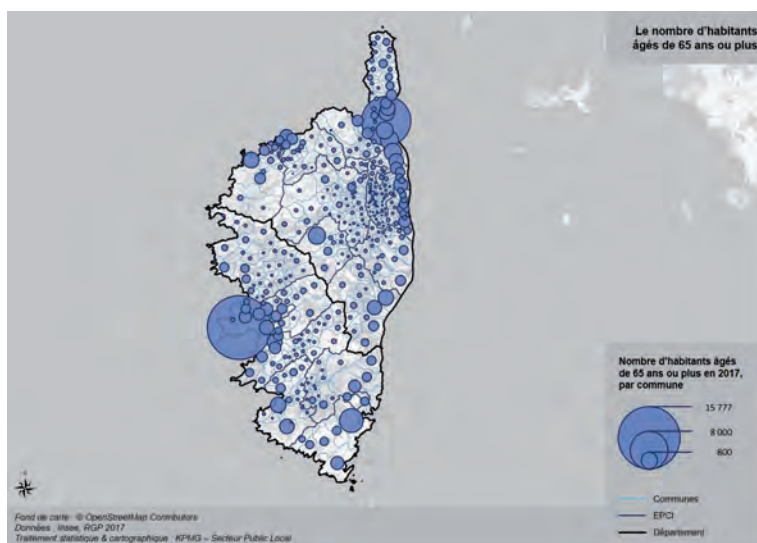 Le nombre d'habitants
âgés de 65 ans ou plus
Nombre d'habitants âgés
de 65 ans ou plus en 2017,
par commune
15 777
8 000
800
Communes
EPCI
Département
Fond de carte : © OpenStreetMap Contributors
Données : Insee, RGP 2017
Traitement statistique & cartographique : KPMG – Secteur Public Local